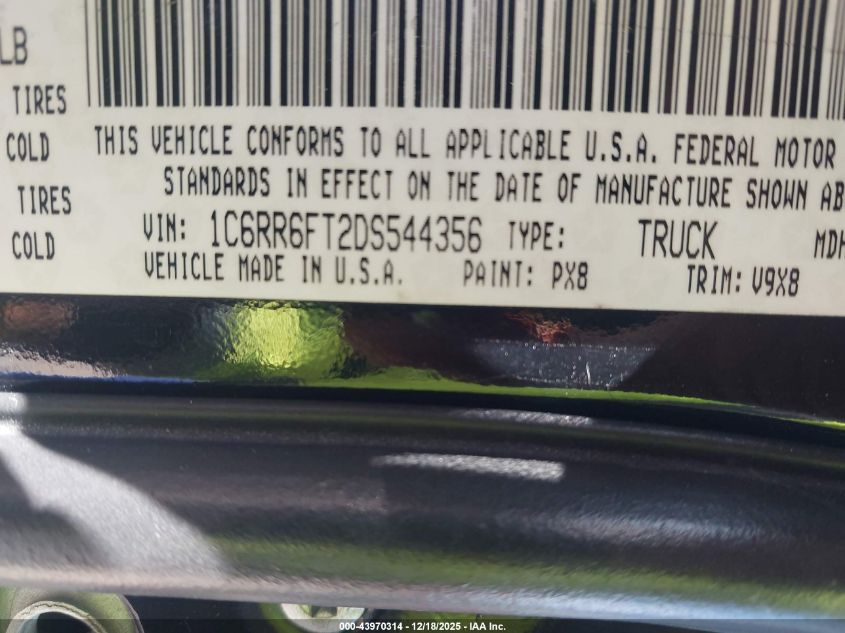 LB
TIRES
COLD
THIS VEHICLE CONFORMS TO ALL APPLICABLE U.S.A. FEDERAL MOTOR
STANDARDS IN EFFECT ON THE DATE OF MANUFACTURE SHOWN AB
TIRES
COLD
VIN: 1C6RR6FT2DS544356 TYPE: TRUCK MDH
VEHICLE MADE IN U.S.A. PAINT: PX8 TRIM: V9X8
© 000-43970314 - 12/18/2025 - IAA Inc.